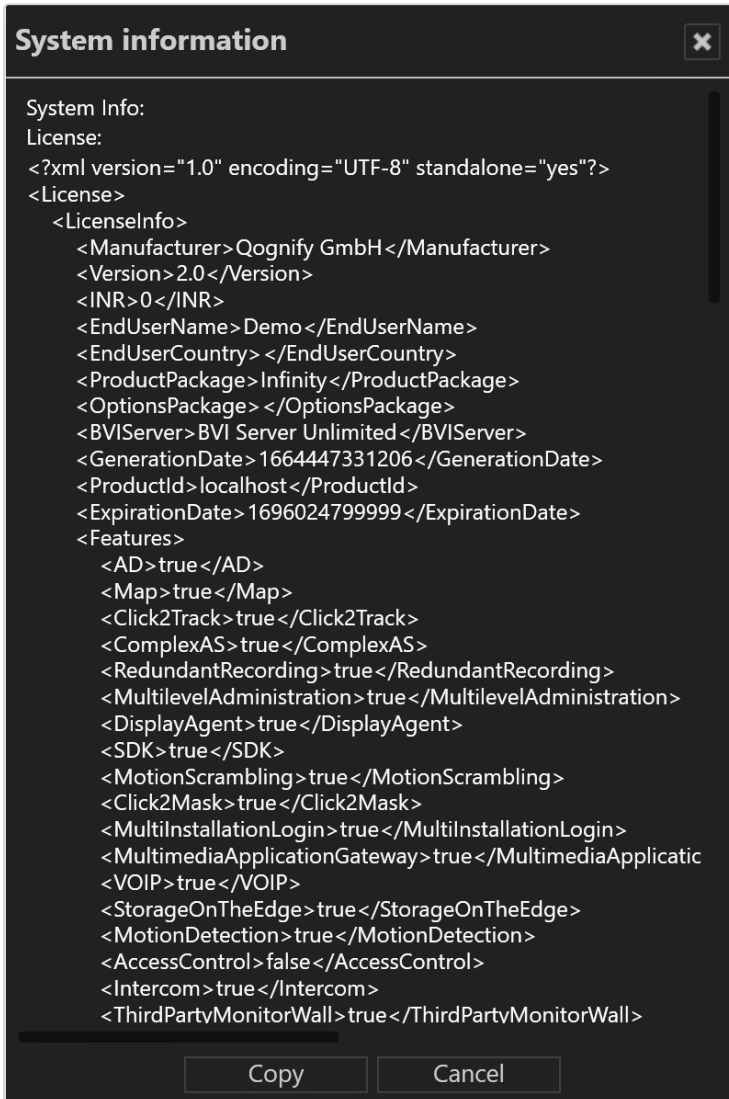 System information
System Info:
License:
<?xml version="1.0" encoding="UTF-8" standalone="yes"?>
<License>
<LicenseInfo>
<Manufacturer>Qognify GmbH</Manufacturer>
<Version>2.0</Version>
<INR>0</INR>
<EndUserName>Demo</EndUserName>
<EndUserCountry></EndUserCountry>
<ProductPackage>Infinity</ProductPackage>
<OptionsPackage></OptionsPackage>
<BVIServer>BVI Server Unlimited</BVIServer>
<GenerationDate>1664447331206</GenerationDate>
<ProductId>localhost</ProductId>
<ExpirationDate>1696024799999</ExpirationDate>
<Features>
<AD>true</AD>
<Map>true</Map>
<Click2Track>true</Click2Track>
<ComplexAS>true</ComplexAS>
<RedundantRecording>true</RedundantRecording>
<MultilevelAdministration>true</MultilevelAdministration>
<DisplayAgent>true</DisplayAgent>
<SDK>true</SDK>
<MotionScrambling>true</MotionScrambling>
<Click2Mask>true</Click2Mask>
<MultiInstallationLogin>true</MultiInstallationLogin>
<MultimediaApplicationGateway>true</MultimediaApplicatic
<VOIP>true</VOIP>
<StorageOnTheEdge>true</StorageOnTheEdge>
<MotionDetection>true</MotionDetection>
<AccessControl>false</AccessControl>
<Intercom>true</Intercom>
<ThirdPartyMonitorWall>true</ThirdPartyMonitorWall>
Copy Cancel